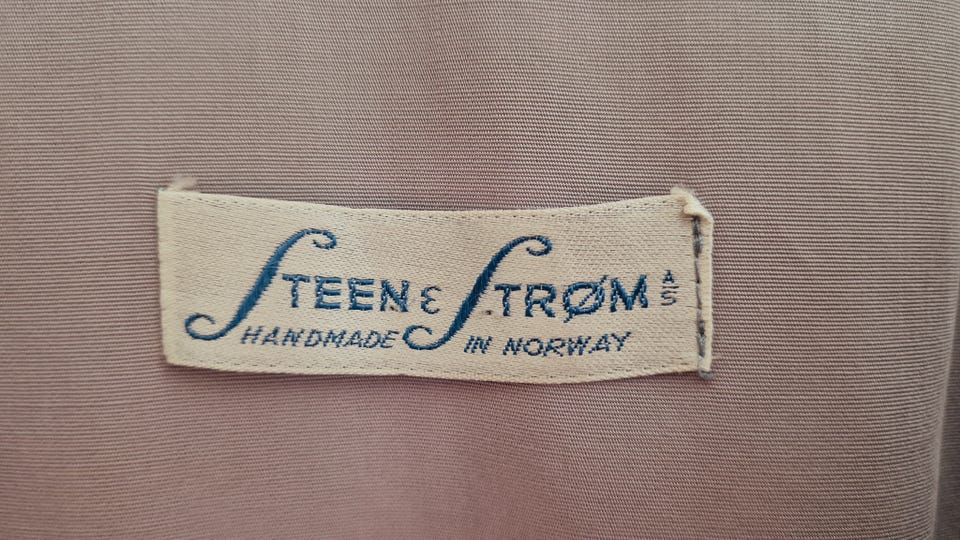 STEEN & STRØM A/S
HANDMADE IN NORWAY